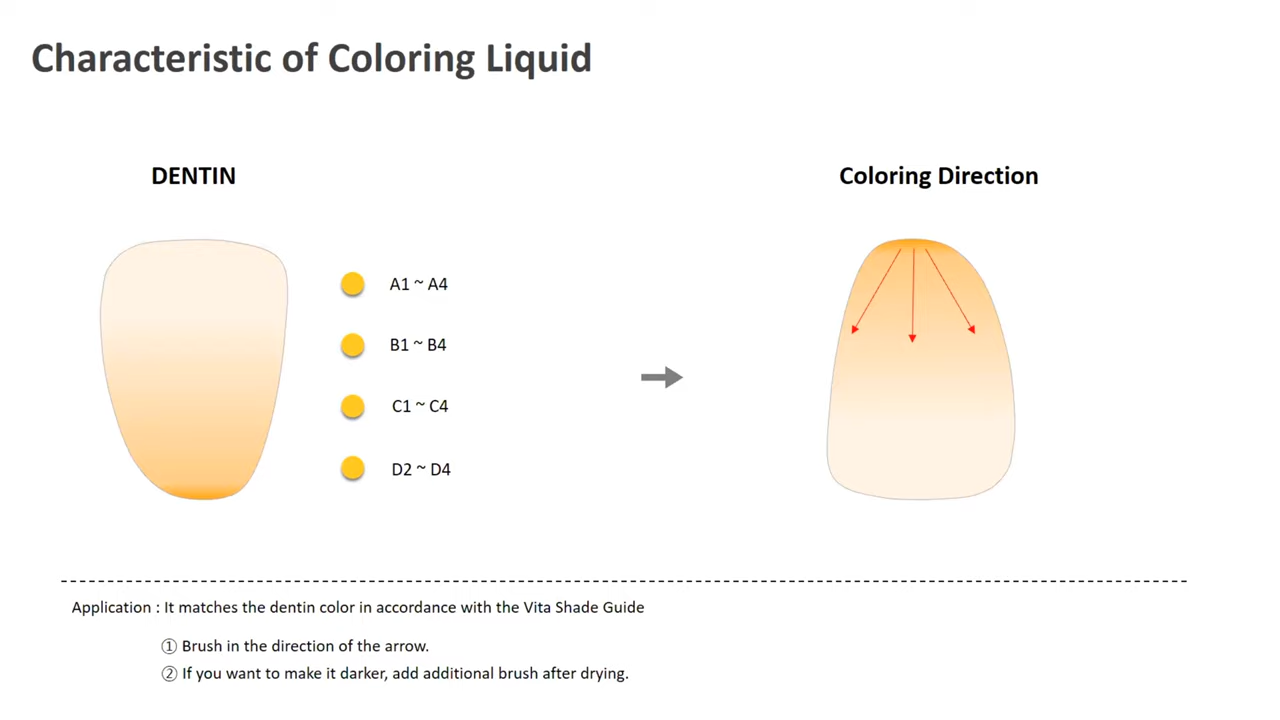 Characteristic of Coloring Liquid
DENTIN
Coloring Direction
A1 ~ A4
B1 ~ B4
C1 ~ C4
D2 ~ D4
Application : It matches the dentin color in accordance with the Vita Shade Guide
① Brush in the direction of the arrow.
② If you want to make it darker, add additional brush after drying.